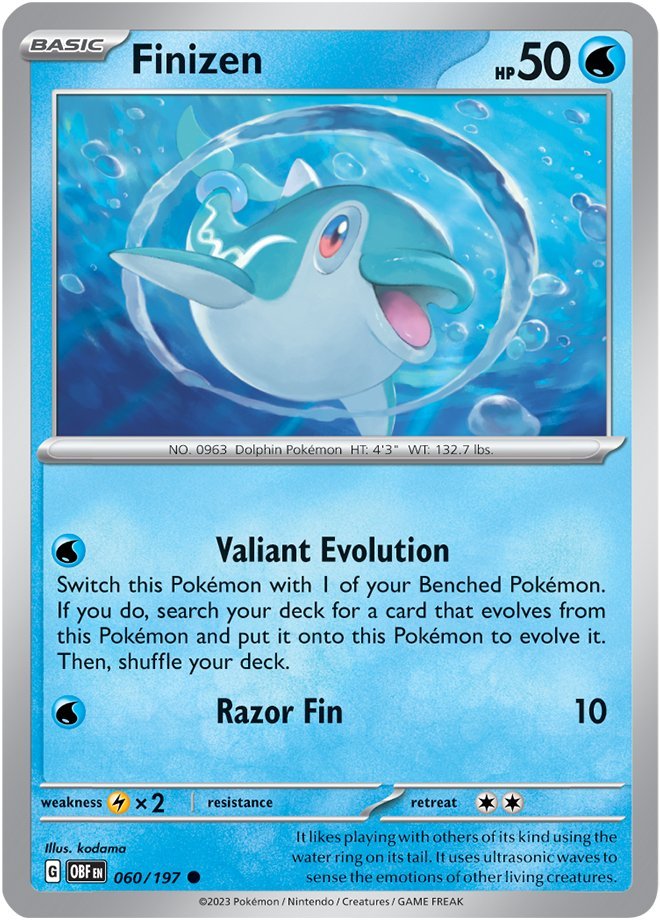 BASIC
Finizen
HP 50
NO. 0963 Dolphin Pokémon HT: 4'3" WT: 132.7 lbs.
Valiant Evolution
Switch this Pokémon with 1 of your Benched Pokémon.
If you do, search your deck for a card that evolves from
this Pokémon and put it onto this Pokémon to evolve it.
Then, shuffle your deck.
Razor Fin 10
weakness ×2 resistance retreat
Illus. kodama
G OBF EN 060/197
It likes playing with others of its kind using the
water ring on its tail. It uses ultrasonic waves to
sense the emotions of other living creatures.
©2023 Pokémon / Nintendo / Creatures / GAME FREAK